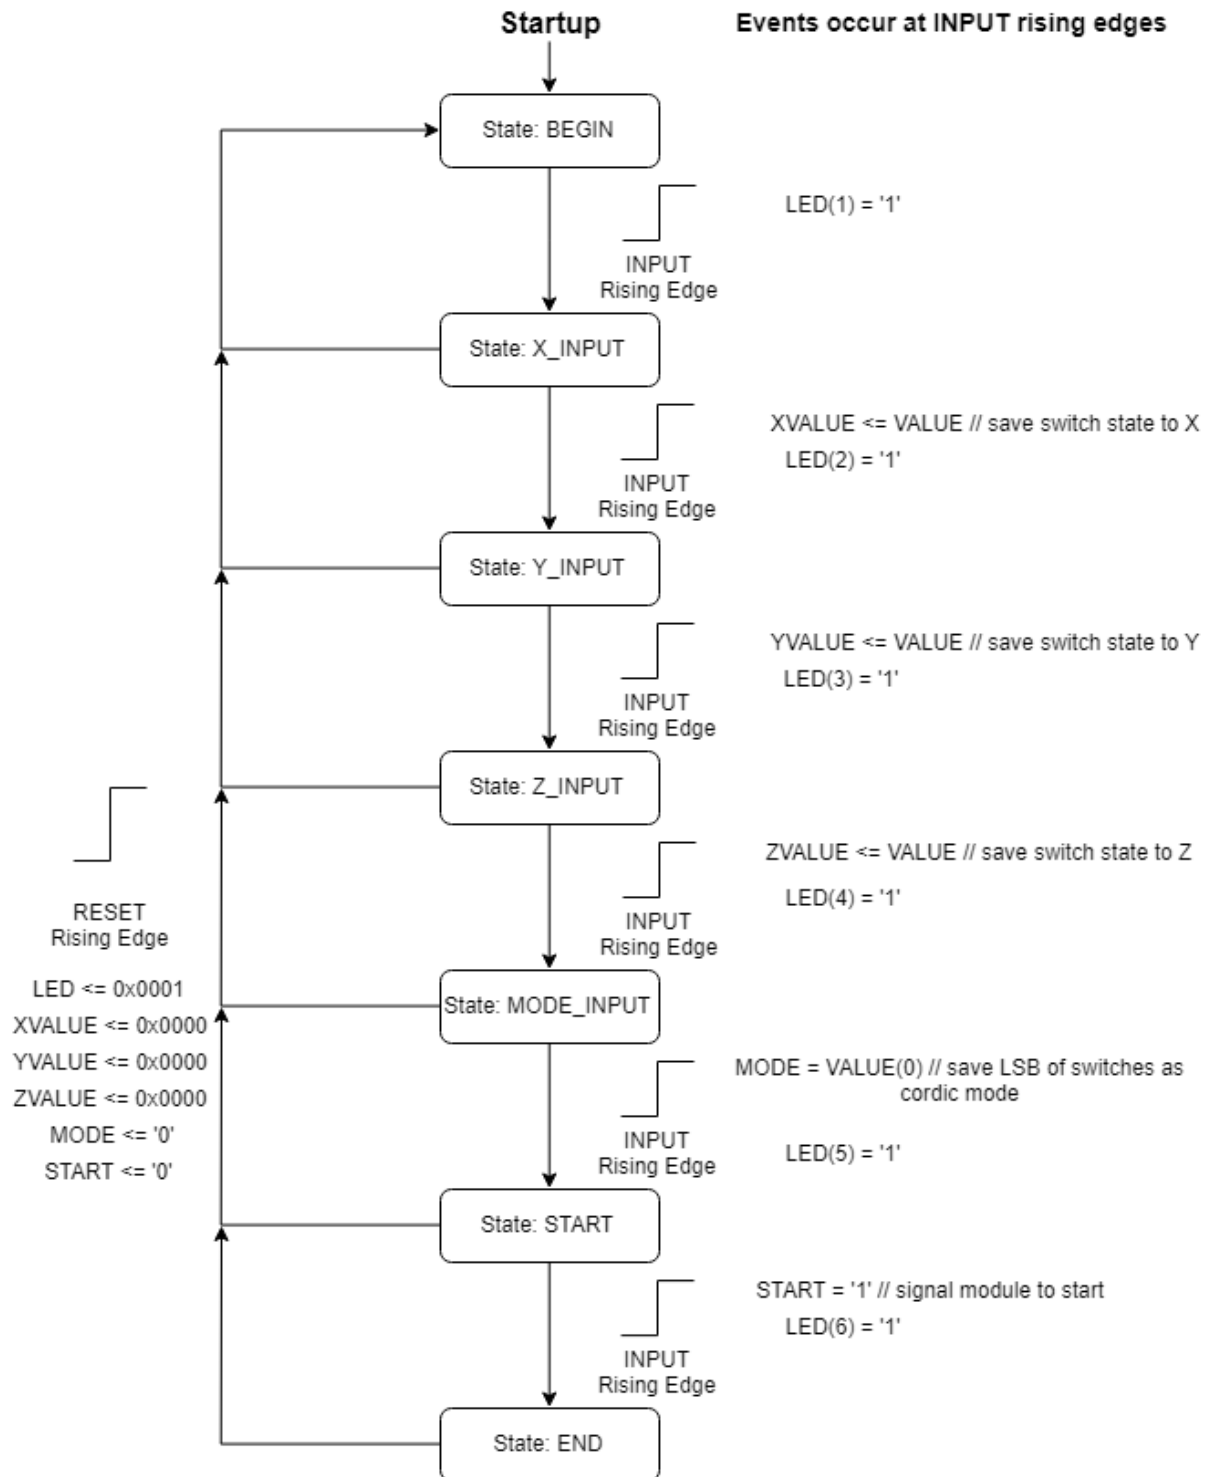 Startup
Events occur at INPUT rising edges
State: BEGIN
LED(1) = '1'
INPUT
Rising Edge
State: X_INPUT
XVALUE <= VALUE // save switch state to X
LED(2) = '1'
INPUT
Rising Edge
State: Y_INPUT
YVALUE <= VALUE // save switch state to Y
LED(3) = '1'
INPUT
Rising Edge
State: Z_INPUT
ZVALUE <= VALUE // save switch state to Z
LED(4) = '1'
INPUT
Rising Edge
RESET
Rising Edge
LED <= 0x0001
XVALUE <= 0x0000
YVALUE <= 0x0000
ZVALUE <= 0x0000
MODE <= '0'
START <= '0'
State: MODE_INPUT
MODE = VALUE(0) // save LSB of switches as
cordic mode
LED(5) = '1'
INPUT
Rising Edge
State: START
START = '1' // signal module to start
LED(6) = '1'
INPUT
Rising Edge
State: END